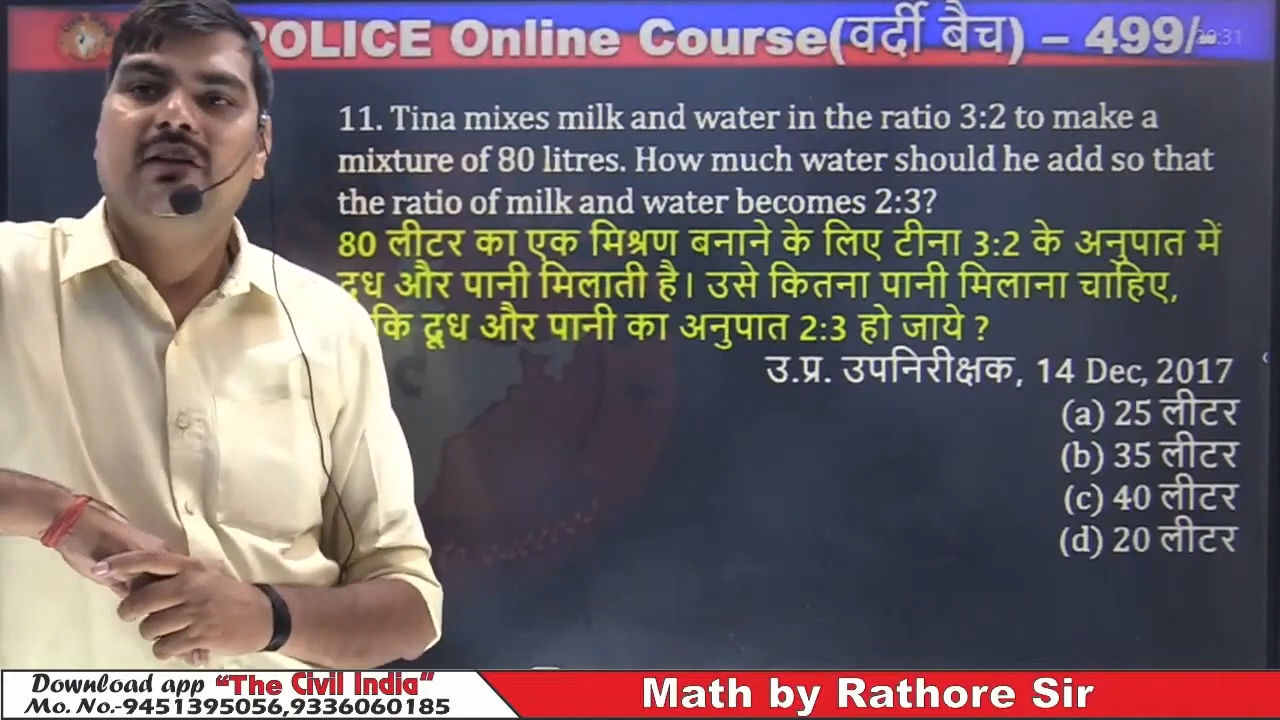 POLICE Online Course(वर्दी बैच) – 499/-
11. Tina mixes milk and water in the ratio 3:2 to make a
mixture of 80 litres. How much water should he add so that
the ratio of milk and water becomes 2:3?
80 लीटर का एक मिश्रण बनाने के लिए टीना 3:2 के अनुपात में
दूध और पानी मिलाती है। उसे कितना पानी मिलाना चाहिए,
कि दूध और पानी का अनुपात 2:3 हो जाये ?
उ.प्र. उपनिरीक्षक, 14 Dec, 2017
(a) 25 लीटर
(b) 35 लीटर
(c) 40 लीटर
(d) 20 लीटर
Download app "The Civil India"
Mo. No.-9451395056,9336060185
Math by Rathore Sir